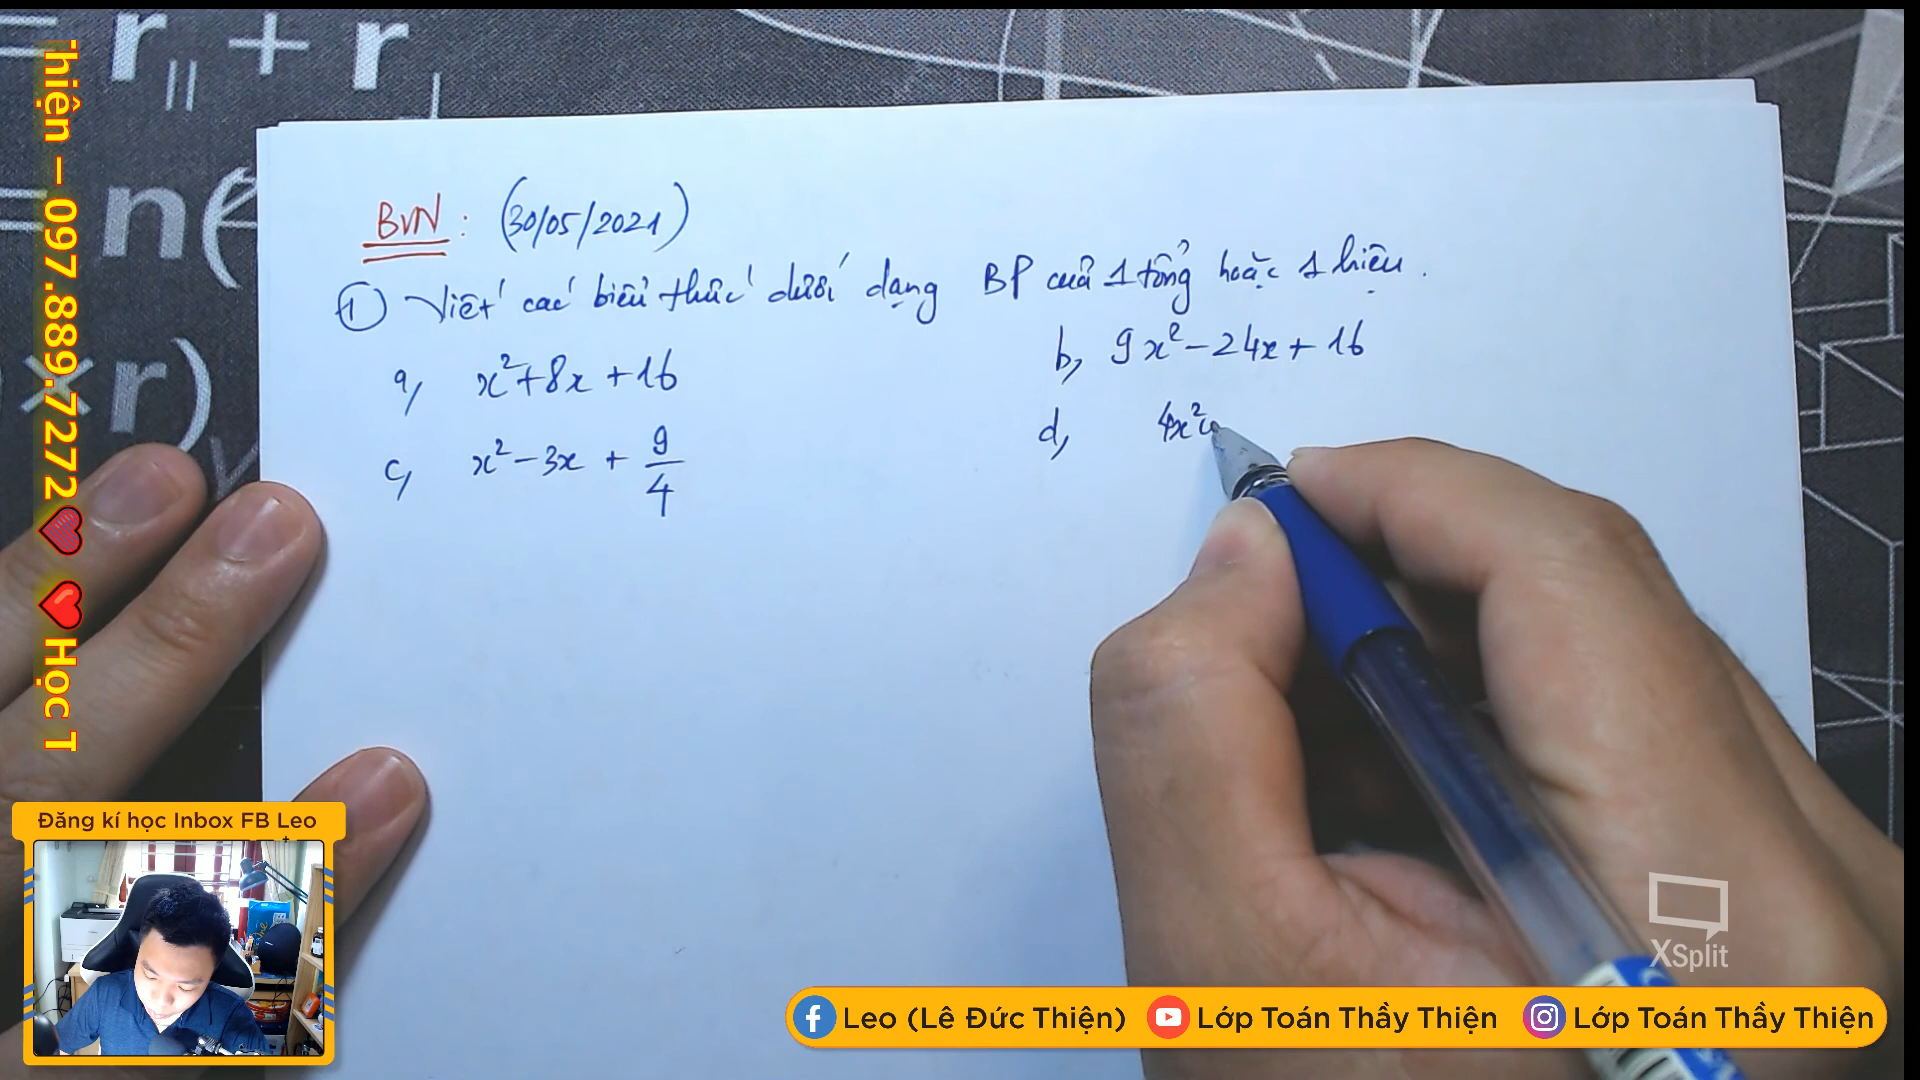 = r|| + r|
= n(
×r)
hiện – 097.889.7272 ❤ ❤ Học T
BVN : (30/05/2021)
① Viết các biểu thức dưới dạng BP của 1 tổng hoặc 1 hiệu .
a, x²+8x+16
b, 9x²-24x+16
c, x²-3x+9/4
d, 4x²
Đăng kí học Inbox FB Leo
XSplit
Leo (Lê Đức Thiện) Lớp Toán Thầy Thiện Lớp Toán Thầy Thiện